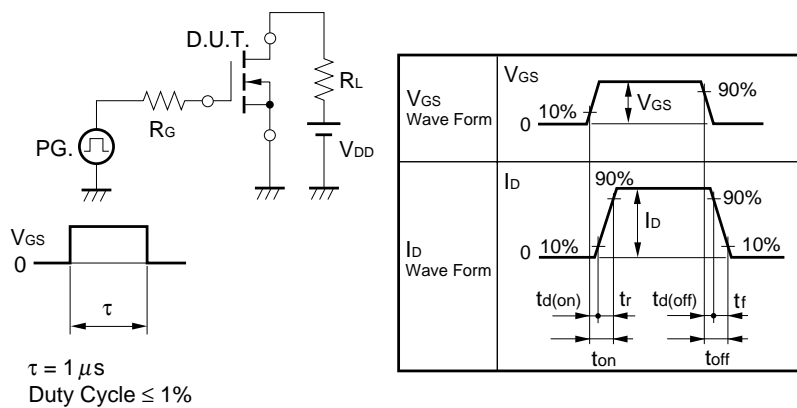 D.U.T.
RL
RG
PG.
VDD
VGS
0
τ
τ = 1 μs
Duty Cycle ≤ 1%
VGS
Wave Form
VGS
10%
0
VGS
90%
ID
Wave Form
ID
90%
90%
ID
0
10%
10%
td(on)
tr
td(off)
tf
ton
toff